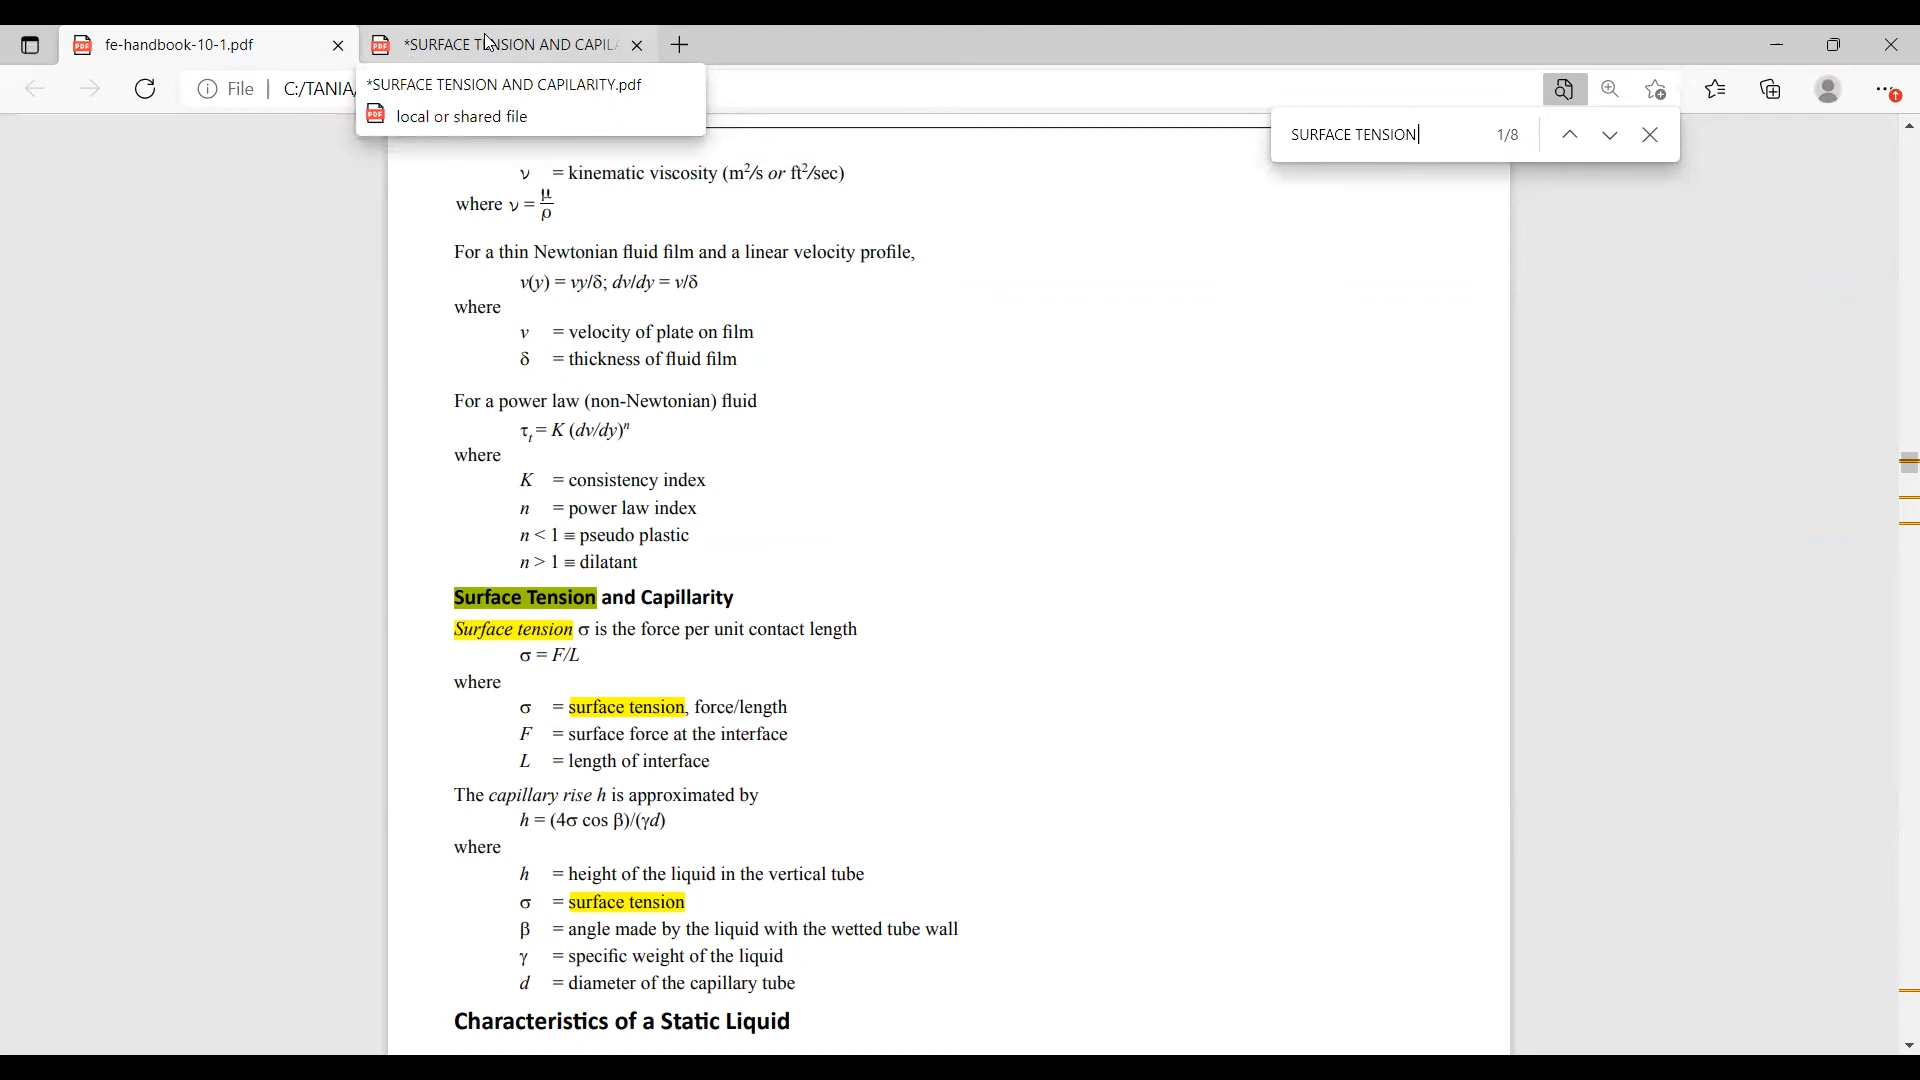 fe-handbook-10-1.pdf
*SURFACE TENSION AND CAPIL
File | C:/TANIA
*SURFACE TENSION AND CAPILARITY.pdf
local or shared file
SURFACE TENSION 1/8
ν = kinematic viscosity (m²/s or ft²/sec)
where ν = μ/ρ
For a thin Newtonian fluid film and a linear velocity profile,
v(y) = vy/δ; dv/dy = v/δ
where
v = velocity of plate on film
δ = thickness of fluid film
For a power law (non-Newtonian) fluid
τₜ = K (dv/dy)ⁿ
where
K = consistency index
n = power law index
n < 1 ≡ pseudo plastic
n > 1 ≡ dilatant
Surface Tension and Capillarity
Surface tension σ is the force per unit contact length
σ = F/L
where
σ = surface tension, force/length
F = surface force at the interface
L = length of interface
The capillary rise h is approximated by
h = (4σ cos β)/(γd)
where
h = height of the liquid in the vertical tube
σ = surface tension
β = angle made by the liquid with the wetted tube wall
γ = specific weight of the liquid
d = diameter of the capillary tube
Characteristics of a Static Liquid